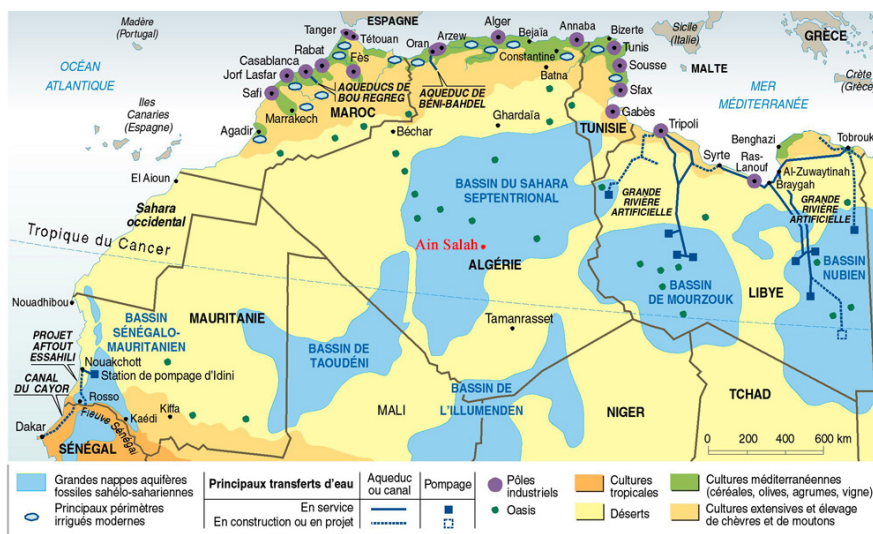 Madère
(Portugal)
ESPAGNE
Sicile
(Italie)
GRÈCE
Tanger
Tétouan
Oran
Arzew
Alger
Bejaïa
Annaba
Bizerte
Rabat
Casablanca
Fès
Constantine
Tunis
OCÉAN
ATLANTIQUE
Jorf Lasfar
AQUEDUCS DE
BOU REGREG
AQUEDUC DE
BÉNI-BAHDEL
Batna
Sousse
MALTE
Crète
(Grèce)
Safi
Sfax
MER
MÉDITERRANÉE
Iles
Canaries
(Espagne)
Marrakech
MAROC
Gabès
Agadir
Béchar
Ghardaïa
TUNISIE
Tripoli
Benghazi
Tobrouk
Syrte
Ras-
Lanouf
Al-Zuwaytinah
Braygah
El Aïoun
BASSIN DU SAHARA
SEPTENTRIONAL
GRANDE
RIVIÈRE
ARTIFICIELLE
GRANDE
RIVIÈRE
ARTIFICIELLE
Sahara
occidental
Tropique du Cancer
Ain Salah
ALGÉRIE
BASSIN
DE MOURZOUK
LIBYE
BASSIN
NUBIEN
Nouadhibou
BASSIN
SÉNÉGALO-
MAURITANIEN
MAURITANIE
Tamanrasset
PROJET
AFTOUT
ESSAHILI
Nouakchott
Station de pompage d'Idini
BASSIN DE
TAOUDÉNI
CANAL
DU CAYOR
Rosso
Kaédi
Kiffa
Fleuve Sénégal
Dakar
SÉNÉGAL
MALI
BASSIN DE
L'ILLUMENDEN
NIGER
TCHAD
0 200 400 600 km
Grandes nappes aquifères
fossiles sahélo-sahariennes
Principaux périmètres
irrigués modernes
Principaux transferts d'eau
Aqueduc
ou canal
Pompage
En service
En construction ou en projet
Pôles
industriels
Oasis
Cultures
tropicales
Déserts
Cultures méditerranéennes
(céréales, olives, agrumes, vigne)
Cultures extensives et élevage
de chèvres et de moutons